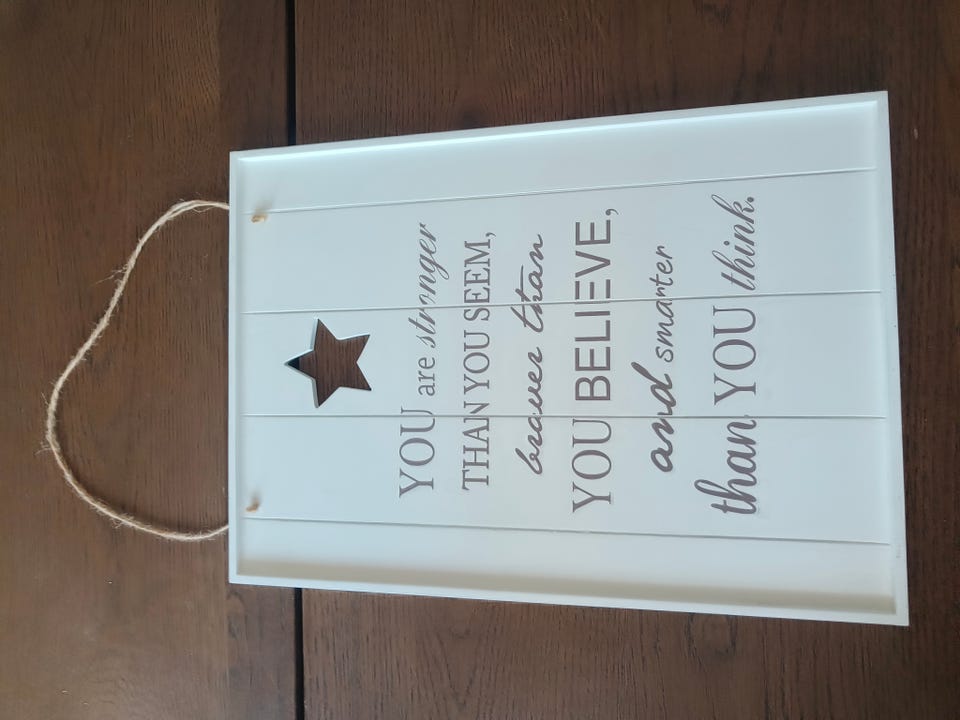 YOU are stronger
THAN YOU SEEM,
braver than
YOU BELIEVE,
and smarter
than YOU think.